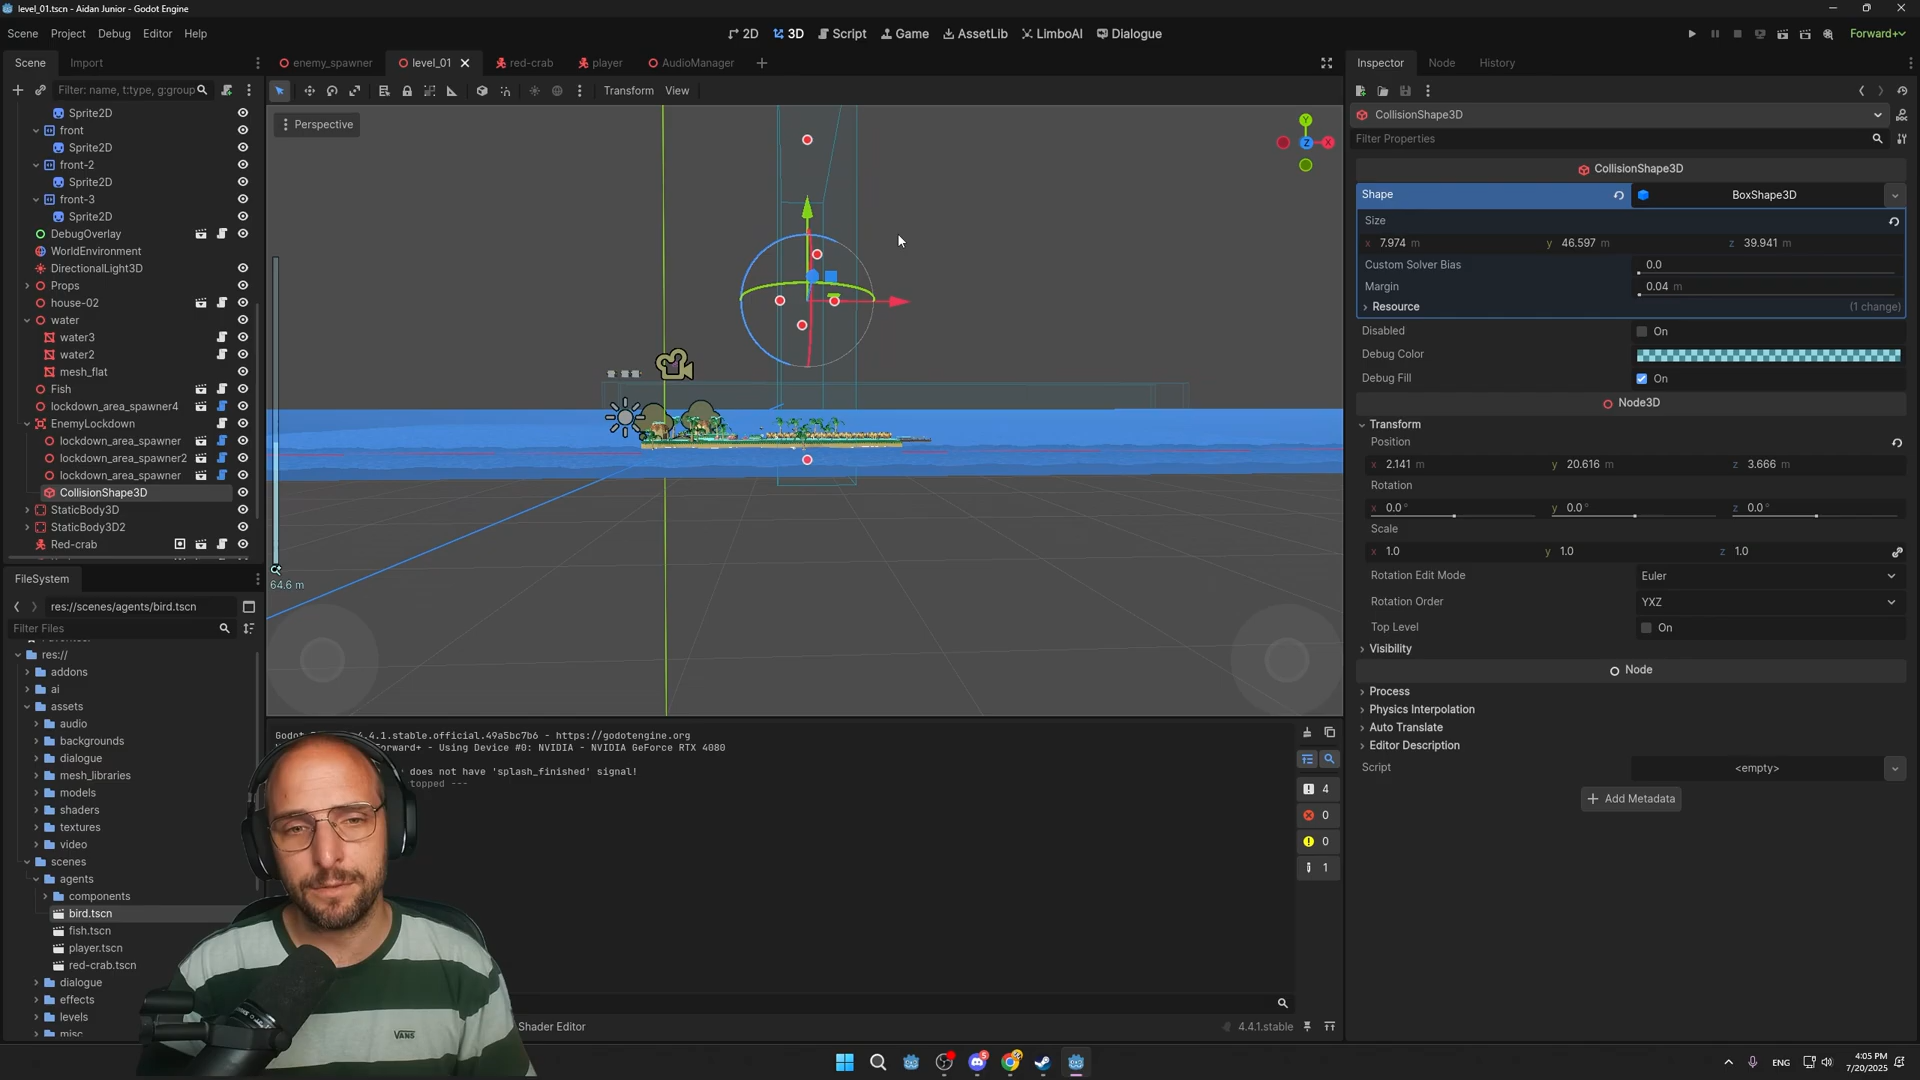 level_01.tscn - Aidan Junior - Godot Engine
Scene Project Debug Editor Help
2D 3D Script Game AssetLib LimboAI Dialogue
Forward+
Scene Import
Filter: name, t:type, g:group
Sprite2D
front
Sprite2D
front-2
Sprite2D
front-3
Sprite2D
DebugOverlay
WorldEnvironment
DirectionalLight3D
Props
house-02
water
water3
water2
mesh_flat
Fish
lockdown_area_spawner4
EnemyLockdown
lockdown_area_spawner
lockdown_area_spawner2
lockdown_area_spawner
CollisionShape3D
StaticBody3D
StaticBody3D2
Red-crab
FileSystem
res://scenes/agents/bird.tscn
Filter Files
res://
addons
ai
assets
audio
backgrounds
dialogue
mesh_libraries
models
shaders
textures
video
scenes
agents
components
bird.tscn
fish.tscn
player.tscn
red-crab.tscn
dialogue
effects
levels
misc
enemy_spawner level_01 red-crab player AudioManager
Transform View
Perspective
Y
Z
X
64.6 m
4.4.1.stable.official.49a5bc7b6 - https://godotengine.org
Forward+ - Using Device #0: NVIDIA - NVIDIA GeForce RTX 4080
does not have 'splash_finished' signal!
topped ---
4
0
0
1
Shader Editor
4.4.1.stable
Inspector Node History
CollisionShape3D
Filter Properties
CollisionShape3D
Shape BoxShape3D
Size
x 7.974 m y 46.597 m z 39.941 m
Custom Solver Bias 0.0
Margin 0.04 m
Resource (1 change)
Disabled On
Debug Color
Debug Fill On
Node3D
Transform
Position
x 2.141 m y 20.616 m z 3.666 m
Rotation
x 0.0 ° y 0.0 ° z 0.0 °
Scale
x 1.0 y 1.0 z 1.0
Rotation Edit Mode Euler
Rotation Order YXZ
Top Level On
Visibility
Node
Process
Physics Interpolation
Auto Translate
Editor Description
Script <empty>
Add Metadata
VANS
5
ENG
4:05 PM
7/20/2025